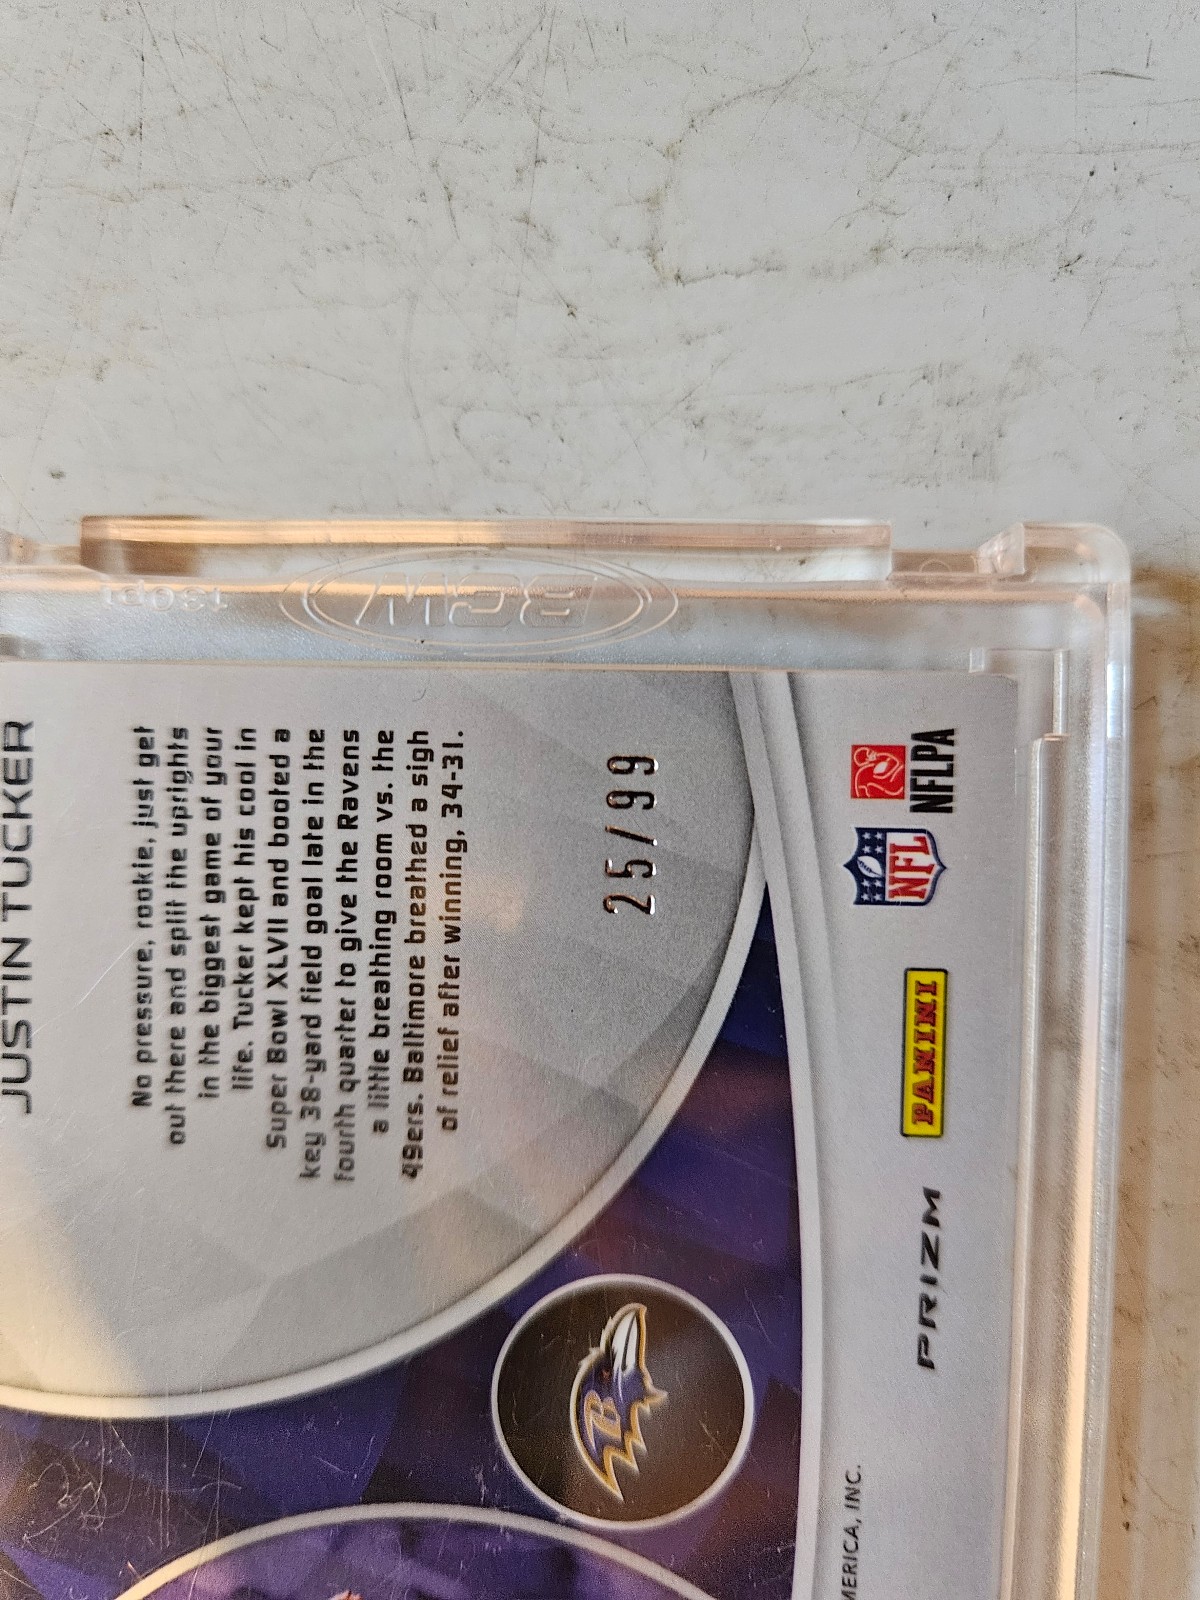 JUSTIN TUCKER
No pressure, rookie, just get
out there and split the uprights
in the biggest game of your
life. Tucker kept his cool in
Super Bowl XLVII and booted a
key 38-yard field goal late in the
fourth quarter to give the Ravens
a little breathing room vs. the
49ers. Baltimore breathed a sigh
of relief after winning, 34-31.
25/99
B
MERICA, INC.
PRIZM
PANINI
NFL
NFLPA
BCW
130pt